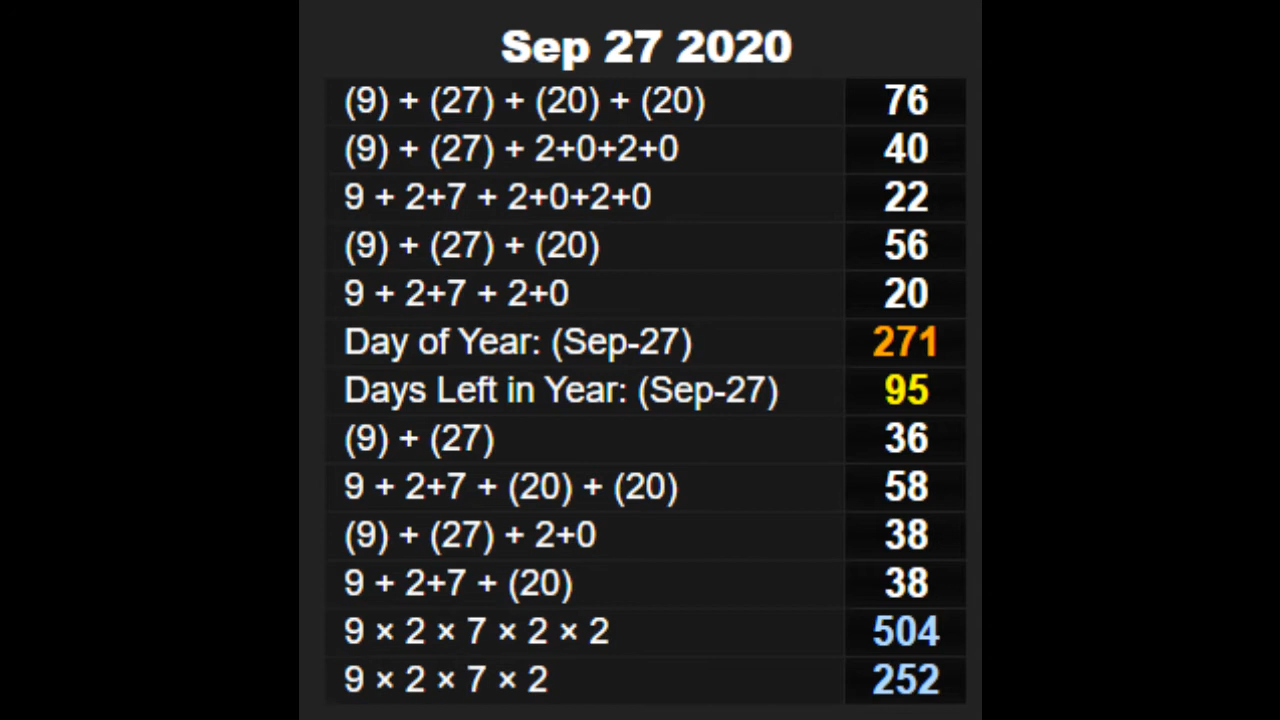 Sep 27 2020
(9) + (27) + (20) + (20) 76
(9) + (27) + 2+0+2+0 40
9 + 2+7 + 2+0+2+0 22
(9) + (27) + (20) 56
9 + 2+7 + 2+0 20
Day of Year: (Sep-27) 271
Days Left in Year: (Sep-27) 95
(9) + (27) 36
9 + 2+7 + (20) + (20) 58
(9) + (27) + 2+0 38
9 + 2+7 + (20) 38
9 × 2 × 7 × 2 × 2 504
9 × 2 × 7 × 2 252